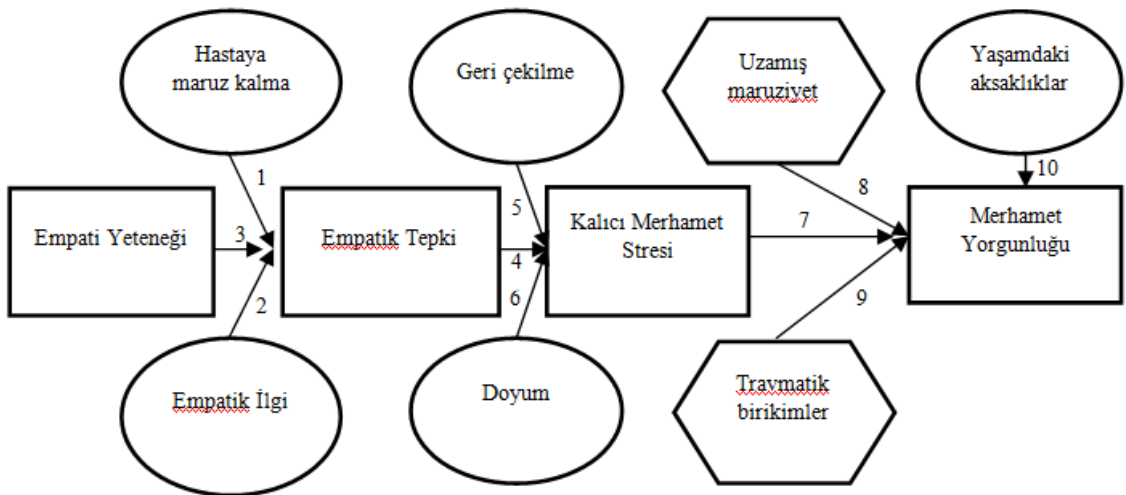 Hastaya
maruz kalma
Geri çekilme
Uzamış
maruziyet
Yaşamdaki
aksaklıklar
1
5
8
10
Empati Yeteneği
3
Empatik Tepki
4
Kalıcı Merhamet
Stresi
7
Merhamet
Yorgunluğu
2
6
9
Empatik İlgi
Doyum
Travmatik
birikimler